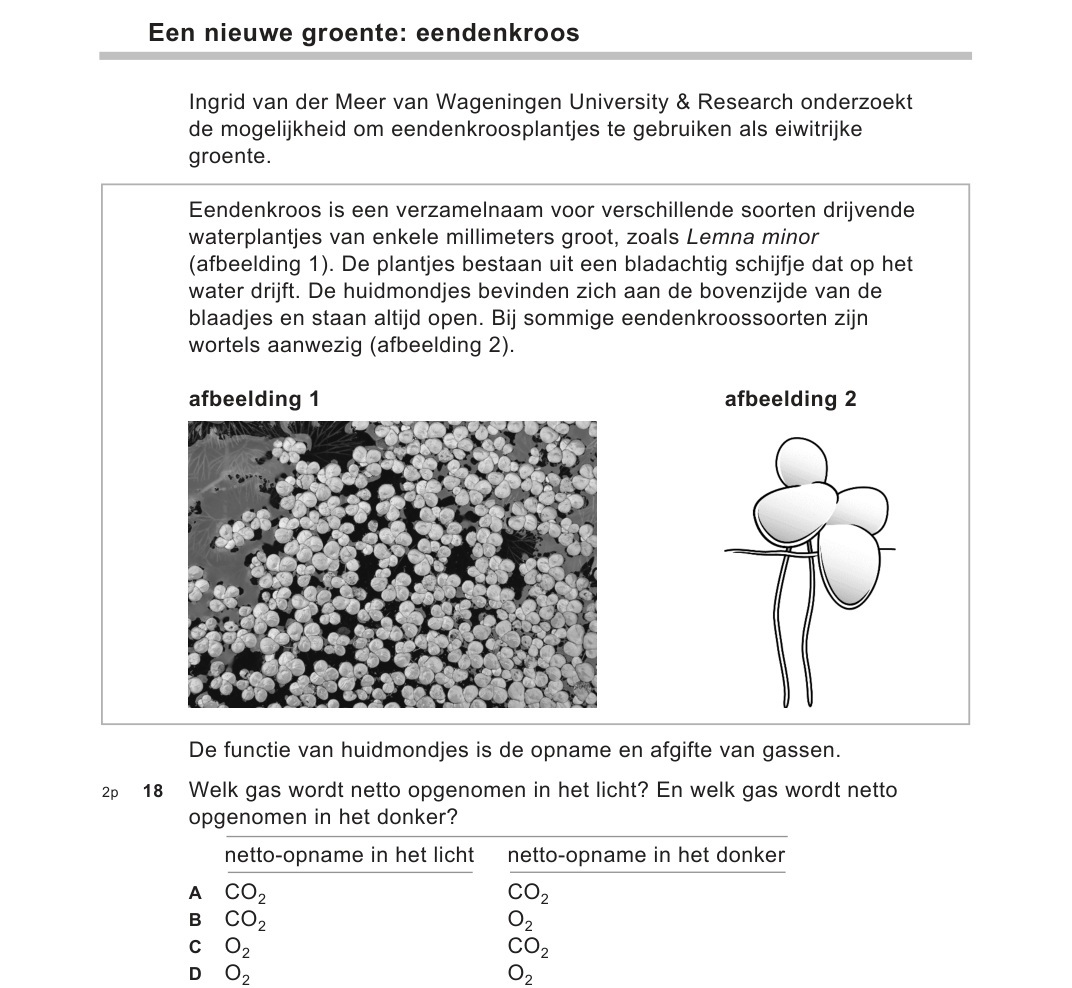 Een nieuwe groente: eendenkroos
Ingrid van der Meer van Wageningen University & Research onderzoekt
de mogelijkheid om eendenkroosplantjes te gebruiken als eiwitrijke
groente.
Eendenkroos is een verzamelnaam voor verschillende soorten drijvende
waterplantjes van enkele millimeters groot, zoals Lemna minor
(afbeelding 1). De plantjes bestaan uit een bladachtig schijfje dat op het
water drijft. De huidmondjes bevinden zich aan de bovenzijde van de
blaadjes en staan altijd open. Bij sommige eendenkroossoorten zijn
wortels aanwezig (afbeelding 2).
afbeelding 1 afbeelding 2
De functie van huidmondjes is de opname en afgifte van gassen.
2p 18 Welk gas wordt netto opgenomen in het licht? En welk gas wordt netto
opgenomen in het donker?
netto-opname in het licht netto-opname in het donker
A CO₂ CO₂
B CO₂ O₂
C O₂ CO₂
D O₂ O₂